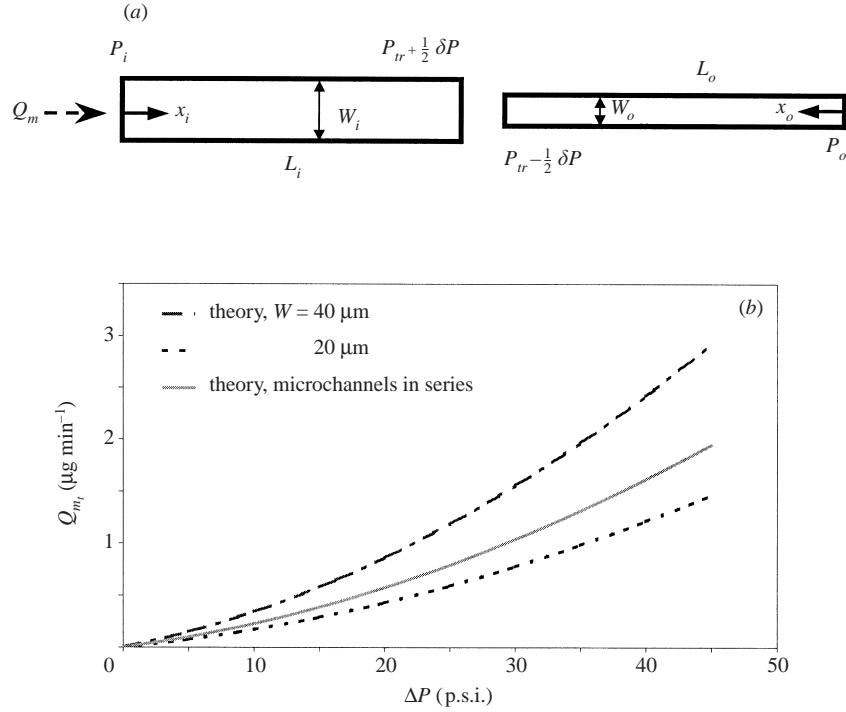 (a)
P_i
P_tr + ½ δP
L_o
Q_m
x_i
W_i
W_o
x_o
L_i
P_tr − ½ δP
P_o
(b)
theory, W = 40 μm
20 μm
theory, microchannels in series
3
2
1
0
Q_{m_t} (μg min⁻¹)
0 10 20 30 40 50
ΔP (p.s.i.)